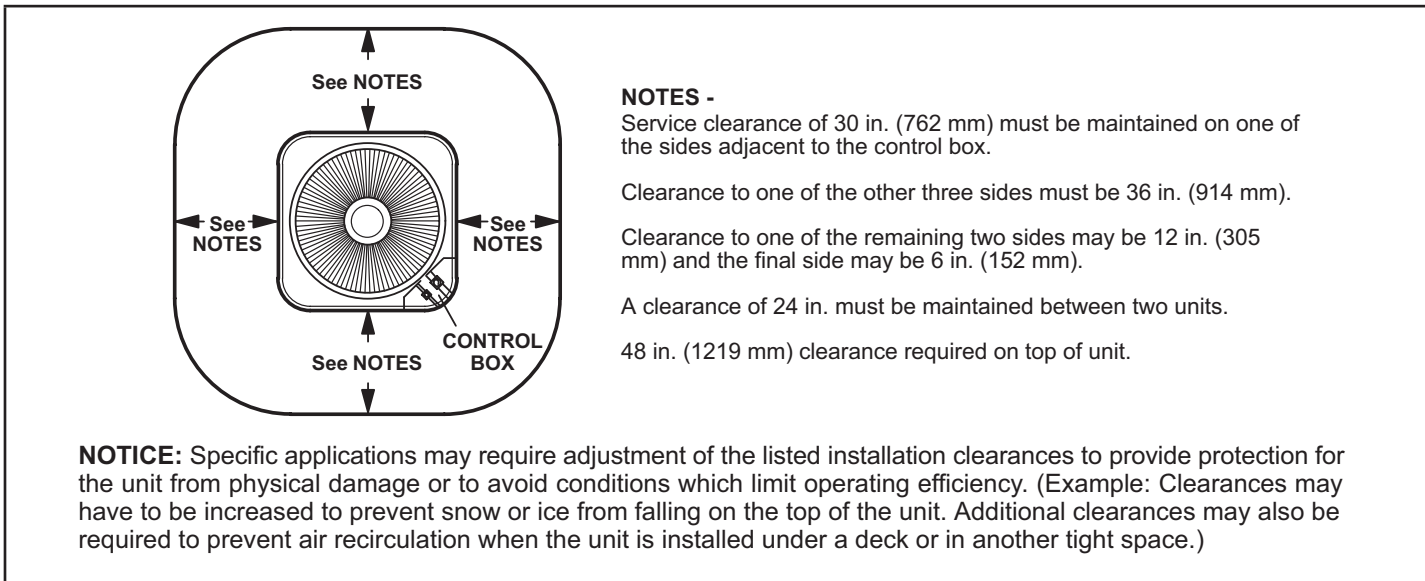 See NOTES
See
NOTES
See
NOTES
CONTROL
BOX
See NOTES
NOTES -
Service clearance of 30 in. (762 mm) must be maintained on one of
the sides adjacent to the control box.
Clearance to one of the other three sides must be 36 in. (914 mm).
Clearance to one of the remaining two sides may be 12 in. (305
mm) and the final side may be 6 in. (152 mm).
A clearance of 24 in. must be maintained between two units.
48 in. (1219 mm) clearance required on top of unit.
NOTICE: Specific applications may require adjustment of the listed installation clearances to provide protection for
the unit from physical damage or to avoid conditions which limit operating efficiency. (Example: Clearances may
have to be increased to prevent snow or ice from falling on the top of the unit. Additional clearances may also be
required to prevent air recirculation when the unit is installed under a deck or in another tight space.)